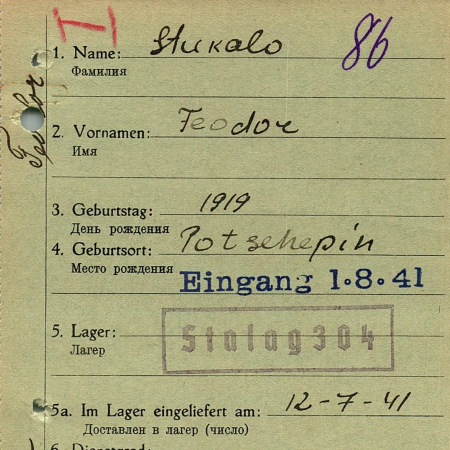 I
1. Name: Stukalo 86
Фамилия
2. Vornamen: Feodor
Имя
3. Geburtstag: 1919
День рождения
4. Geburtsort: Potschepin
Место рождения
Eingang 1.8.41
5. Lager: Stalag 304
Лагер
5a. Im Lager eingeliefert am: 12-7-41
Доставлен в лагер (число)